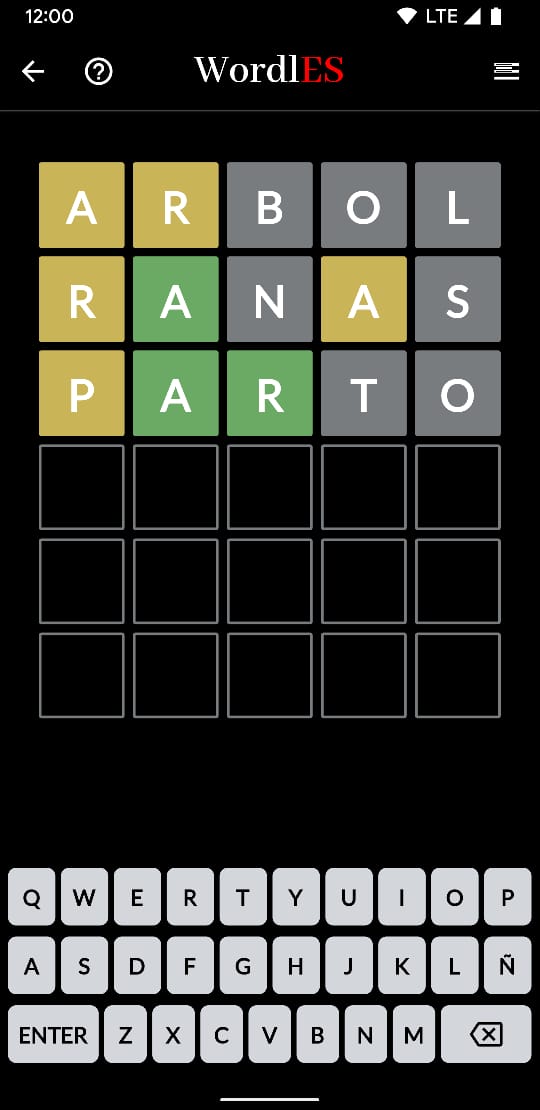 12:00 LTE
WordlES
A R B O L
R A N A S
P A R T O
Q W E R T Y U I O P
A S D F G H J K L Ñ
ENTER Z X C V B N M